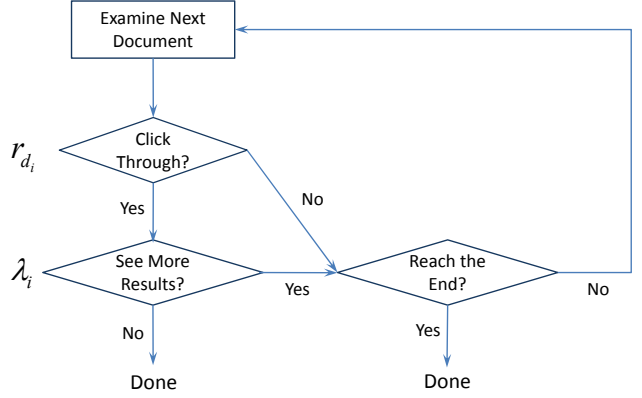 Examine Next
Document
r_{d_i}
Click
Through?
Yes
No
λ_i
See More
Results?
Yes
Reach the
End?
No
No
Yes
Done
Done